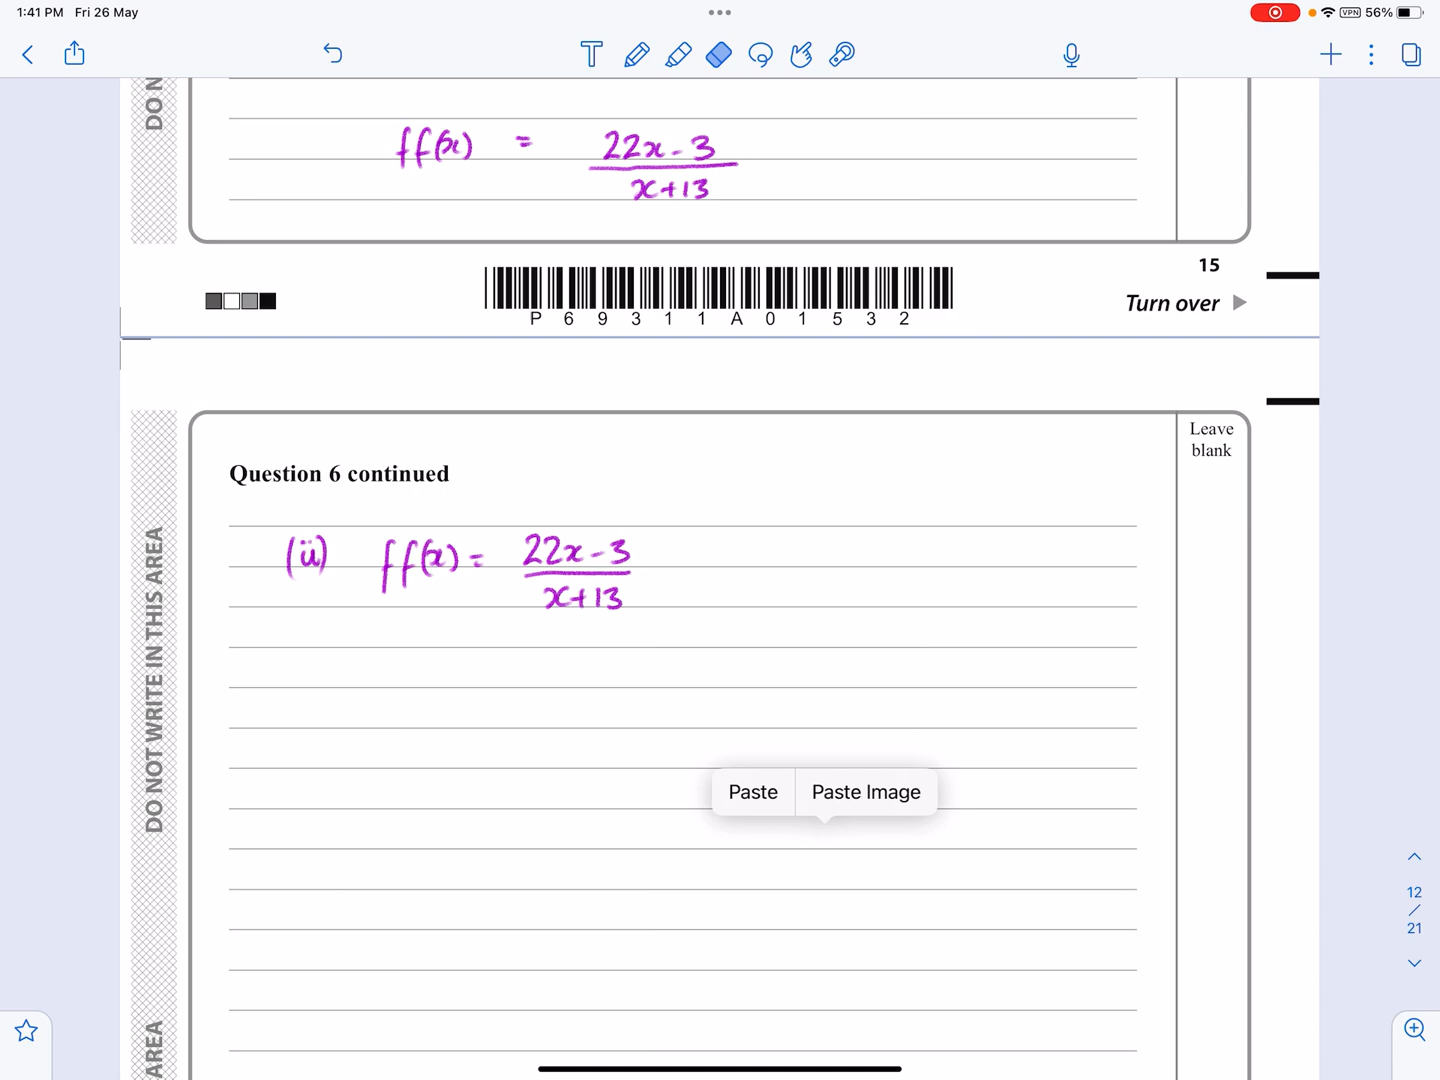 1:41 PM Fri 26 May
VPN 56%
DO N
ff(x) = 22x - 3
x+13
15
P 6 9 3 1 1 A 0 1 5 3 2
Turn over
Leave
blank
Question 6 continued
DO NOT WRITE IN THIS AREA
(ii) ff(x) = 22x - 3
x+13
Paste Paste Image
12
/
21
AREA